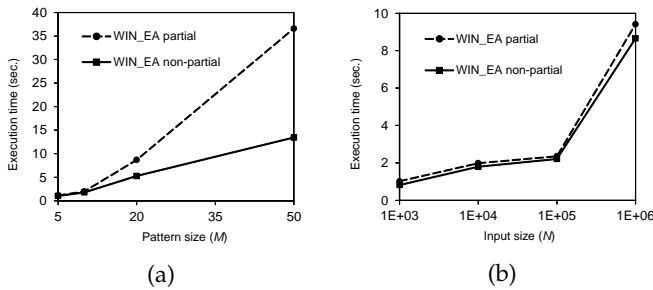 40
35
30
25
20
15
10
5
0
5
20
35
50
Execution time (sec.)
Pattern size (M)
WIN_EA partial
WIN_EA non-partial
(a)
10
8
6
4
2
0
1E+03
1E+04
1E+05
1E+06
Execution time (sec.)
Input size (N)
WIN_EA partial
WIN_EA non-partial
(b)